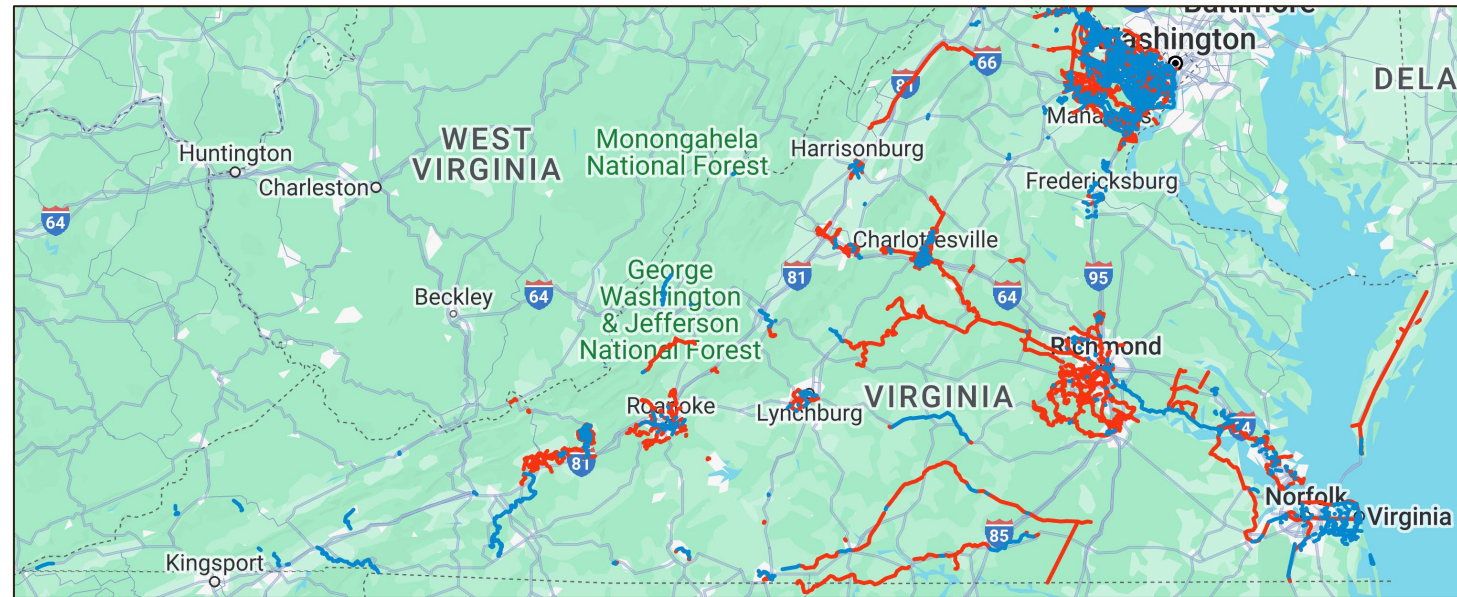 Baltimore
Washington
DELA
66
81
Manassas
WEST
VIRGINIA
Monongahela
National Forest
Harrisonburg
Huntington
Charleston
Fredericksburg
64
Charlottesville
George
Washington
& Jefferson
National Forest
81
95
64
64
Beckley
Richmond
Roanoke
Lynchburg
VIRGINIA
81
Norfolk
Virginia
85
Kingsport